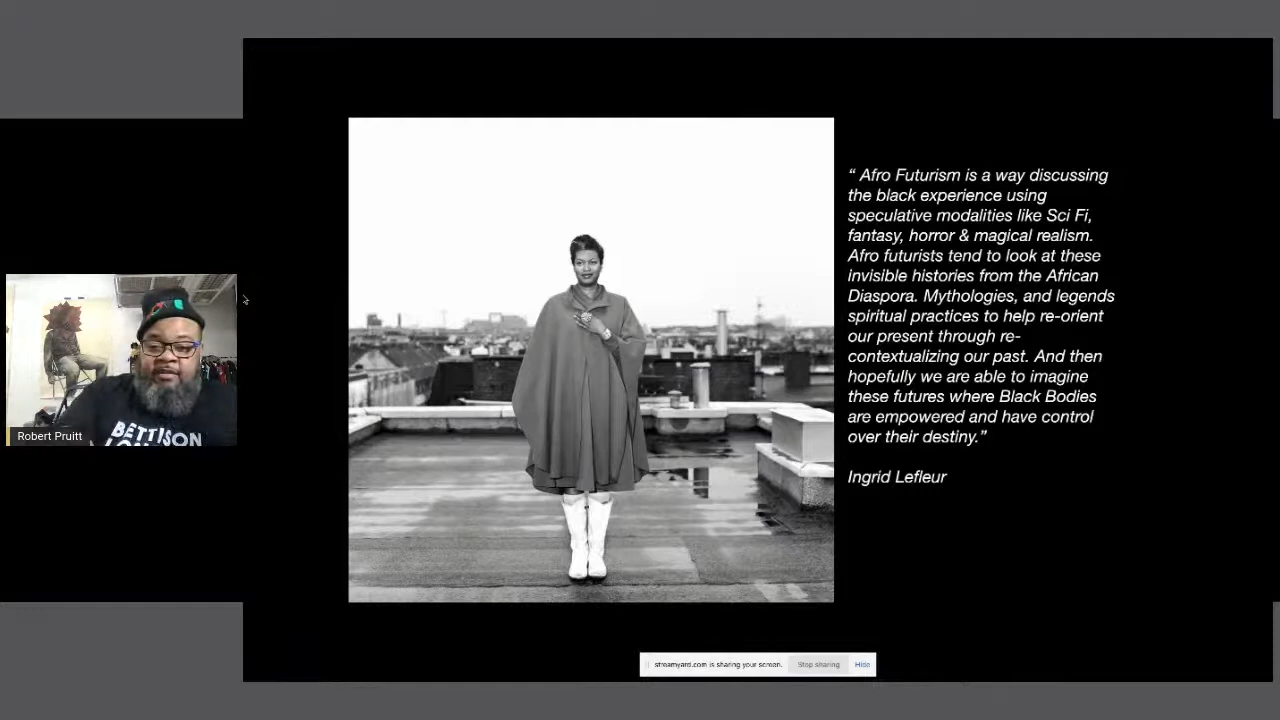 “ Afro Futurism is a way discussing
the black experience using
speculative modalities like Sci Fi,
fantasy, horror & magical realism.
Afro futurists tend to look at these
invisible histories from the African
Diaspora. Mythologies, and legends
spiritual practices to help re-orient
our present through re-
contextualizing our past. And then
hopefully we are able to imagine
these futures where Black Bodies
are empowered and have control
over their destiny.”
Ingrid Lefleur
BETTISON
Robert Pruitt
streamyard.com is sharing your screen. Stop sharing Hide